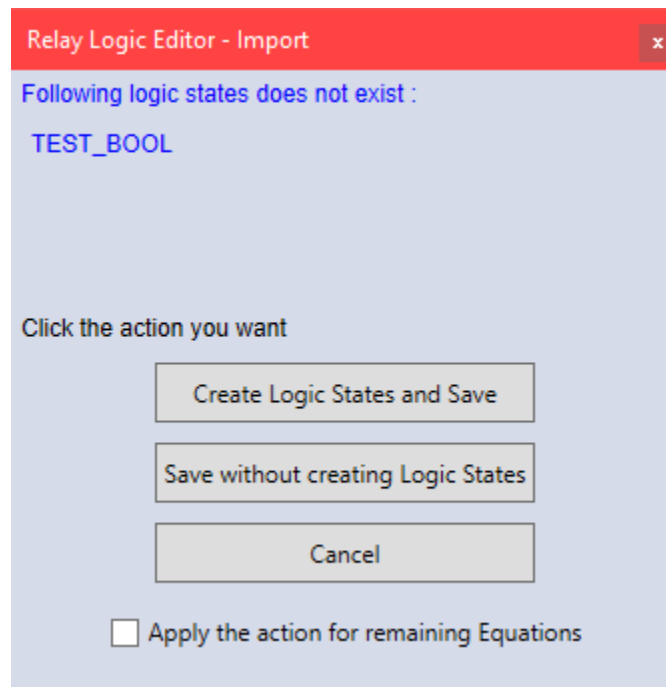 Relay Logic Editor - Import
x
Following logic states does not exist :
TEST_BOOL
Click the action you want
Create Logic States and Save
Save without creating Logic States
Cancel
Apply the action for remaining Equations